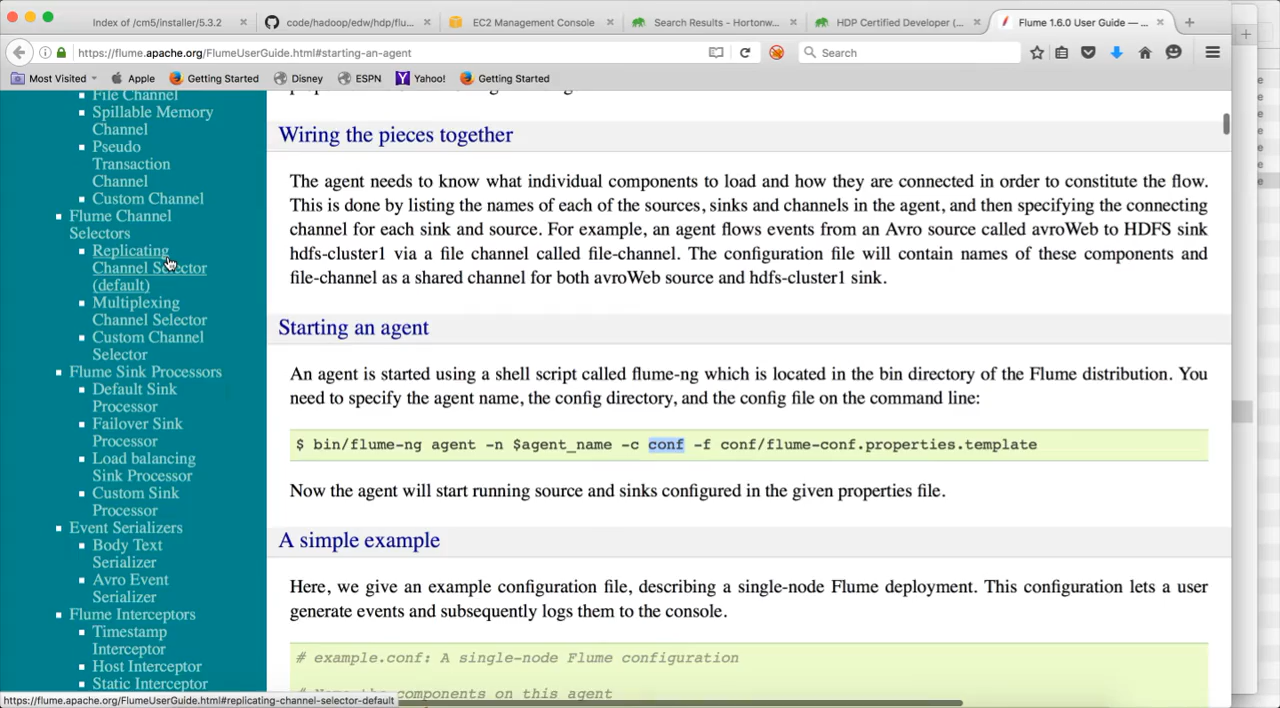 Index of /cm5/installer/5.3.2
code/hadoop/edw/hdp/flu...
EC2 Management Console
Search Results - Hortonw...
HDP Certified Developer (...
Flume 1.6.0 User Guide — ...
https://flume.apache.org/FlumeUserGuide.html#starting-an-agent
Search
Most Visited
Apple
Getting Started
Disney
ESPN
Yahoo!
Getting Started
File Channel
Spillable Memory
Channel
Pseudo
Transaction
Channel
Custom Channel
Flume Channel
Selectors
Replicating
Channel Selector
(default)
Multiplexing
Channel Selector
Custom Channel
Selector
Flume Sink Processors
Default Sink
Processor
Failover Sink
Processor
Load balancing
Sink Processor
Custom Sink
Processor
Event Serializers
Body Text
Serializer
Avro Event
Serializer
Flume Interceptors
Timestamp
Interceptor
Host Interceptor
Static Interceptor
https://flume.apache.org/FlumeUserGuide.html#replicating-channel-selector-default
Wiring the pieces together
The agent needs to know what individual components to load and how they are connected in order to constitute the flow.
This is done by listing the names of each of the sources, sinks and channels in the agent, and then specifying the connecting
channel for each sink and source. For example, an agent flows events from an Avro source called avroWeb to HDFS sink
hdfs-cluster1 via a file channel called file-channel. The configuration file will contain names of these components and
file-channel as a shared channel for both avroWeb source and hdfs-cluster1 sink.
Starting an agent
An agent is started using a shell script called flume-ng which is located in the bin directory of the Flume distribution. You
need to specify the agent name, the config directory, and the config file on the command line:
$ bin/flume-ng agent -n $agent_name -c conf -f conf/flume-conf.properties.template
Now the agent will start running source and sinks configured in the given properties file.
A simple example
Here, we give an example configuration file, describing a single-node Flume deployment. This configuration lets a user
generate events and subsequently logs them to the console.
# example.conf: A single-node Flume configuration
# Name the components on this agent